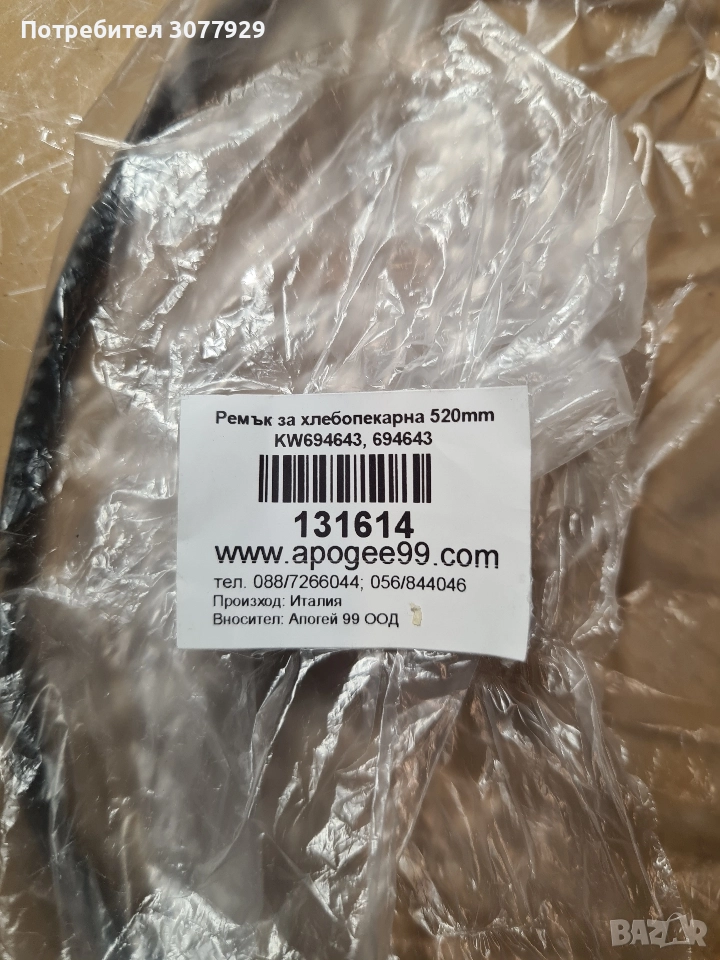 Потребител 3077929
Ремък за хлебопекарна 520mm
KW694643, 694643
131614
www.apogee99.com
тел. 088/7266044; 056/844046
Произход: Италия
Вносител: Апогей 99 ООД
BAZAR